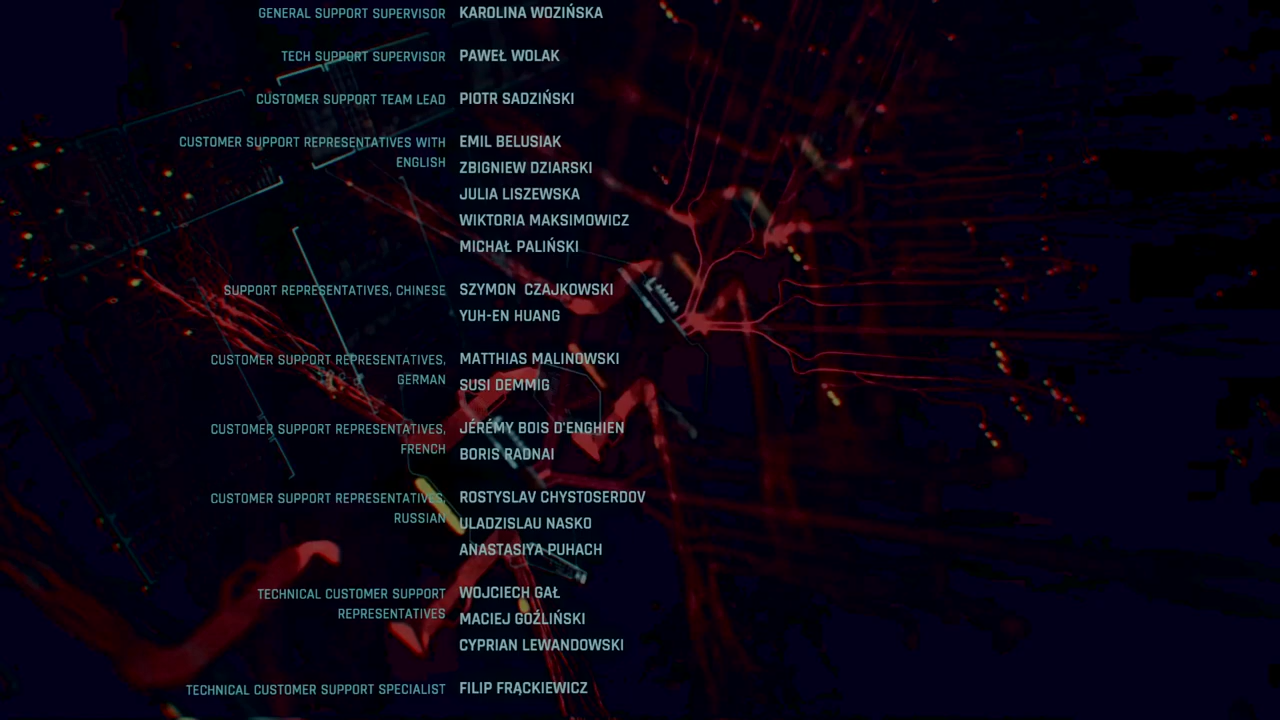 GENERAL SUPPORT SUPERVISOR KAROLINA WOZIŃSKA
TECH SUPPORT SUPERVISOR PAWEŁ WOLAK
CUSTOMER SUPPORT TEAM LEAD PIOTR SADZIŃSKI
CUSTOMER SUPPORT REPRESENTATIVES WITH EMIL BELUSIAK
ENGLISH ZBIGNIEW DZIARSKI
JULIA LISZEWSKA
WIKTORIA MAKSIMOWICZ
MICHAŁ PALIŃSKI
SUPPORT REPRESENTATIVES, CHINESE SZYMON CZAJKOWSKI
YUH-EN HUANG
CUSTOMER SUPPORT REPRESENTATIVES, MATTHIAS MALINOWSKI
GERMAN SUSI DEMMIG
CUSTOMER SUPPORT REPRESENTATIVES, JÉRÉMY BOIS D'ENGHIEN
FRENCH BORIS RADNAI
CUSTOMER SUPPORT REPRESENTATIVES, ROSTYSLAV CHYSTOSERDOV
RUSSIAN ULADZISLAU NASKO
ANASTASIYA PUHACH
TECHNICAL CUSTOMER SUPPORT WOJCIECH GAŁ
REPRESENTATIVES MACIEJ GOŹLIŃSKI
CYPRIAN LEWANDOWSKI
TECHNICAL CUSTOMER SUPPORT SPECIALIST FILIP FRĄCKIEWICZ